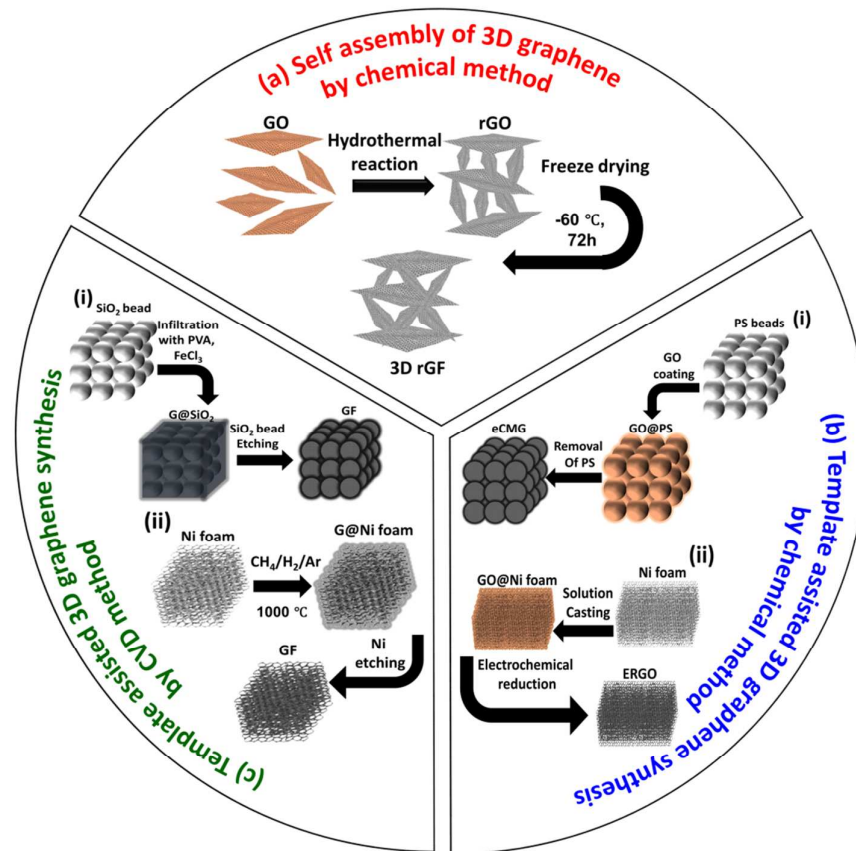 (a) Self assembly of 3D graphene
by chemical method
GO
Hydrothermal
reaction
rGO
Freeze drying
-60 ℃,
72h
3D rGF
(b) Template assisted 3D graphene synthesis
by chemical method
(i)
PS beads
GO
coating
GO@PS
Removal
Of PS
eCMG
(ii)
Ni foam
Solution
Casting
GO@Ni foam
Electrochemical
reduction
ERGO
(c) Template assisted 3D graphene synthesis
by CVD method
(i)
SiO₂ bead
Infiltration
with PVA,
FeCl₃
G@SiO₂
SiO₂ bead
Etching
GF
(ii)
Ni foam
CH₄/H₂/Ar
1000 ℃
G@Ni foam
Ni
etching
GF